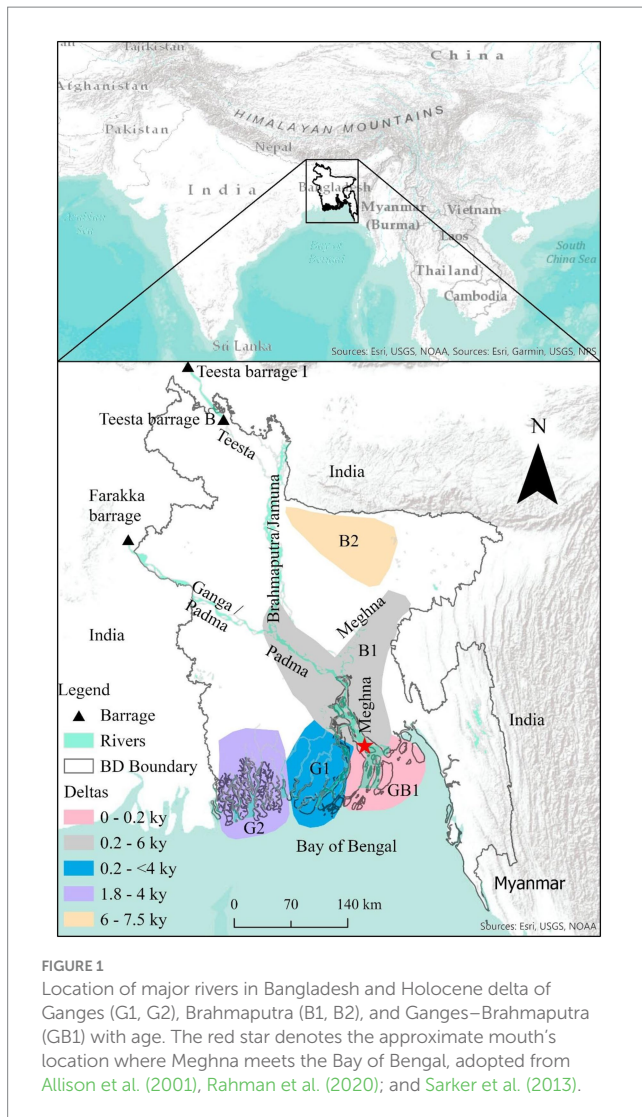 China
Tajikistan
Afghanistan
HIMALAYAN MOUNTAINS
Pakistan
Nepal
India
Bangladesh
Myanmar
(Burma)
Vietnam
Laos
Bay of
Bengal
South
China Sea
Thailand
Cambodia
Sri Lanka
Sources: Esri, USGS, NOAA, Sources: Esri, Garmin, USGS, NPS
Teesta barrage I
Teesta barrage B
Teesta
N
India
Farakka
barrage
Brahmaputra/Jamuna
B2
Ganga /
Padma
Meghna
India
Padma
B1
Legend
Barrage
Rivers
BD Boundary
Deltas
0 - 0.2 ky
0.2 - 6 ky
0.2 - <4 ky
1.8 - 4 ky
6 - 7.5 ky
Meghna
India
G1
GB1
G2
Bay of Bengal
Myanmar
0 70 140 km
Sources: Esri, USGS, NOAA
FIGURE 1
Location of major rivers in Bangladesh and Holocene delta of
Ganges (G1, G2), Brahmaputra (B1, B2), and Ganges–Brahmaputra
(GB1) with age. The red star denotes the approximate mouth's
location where Meghna meets the Bay of Bengal, adopted from
Allison et al. (2001), Rahman et al. (2020); and Sarker et al. (2013).